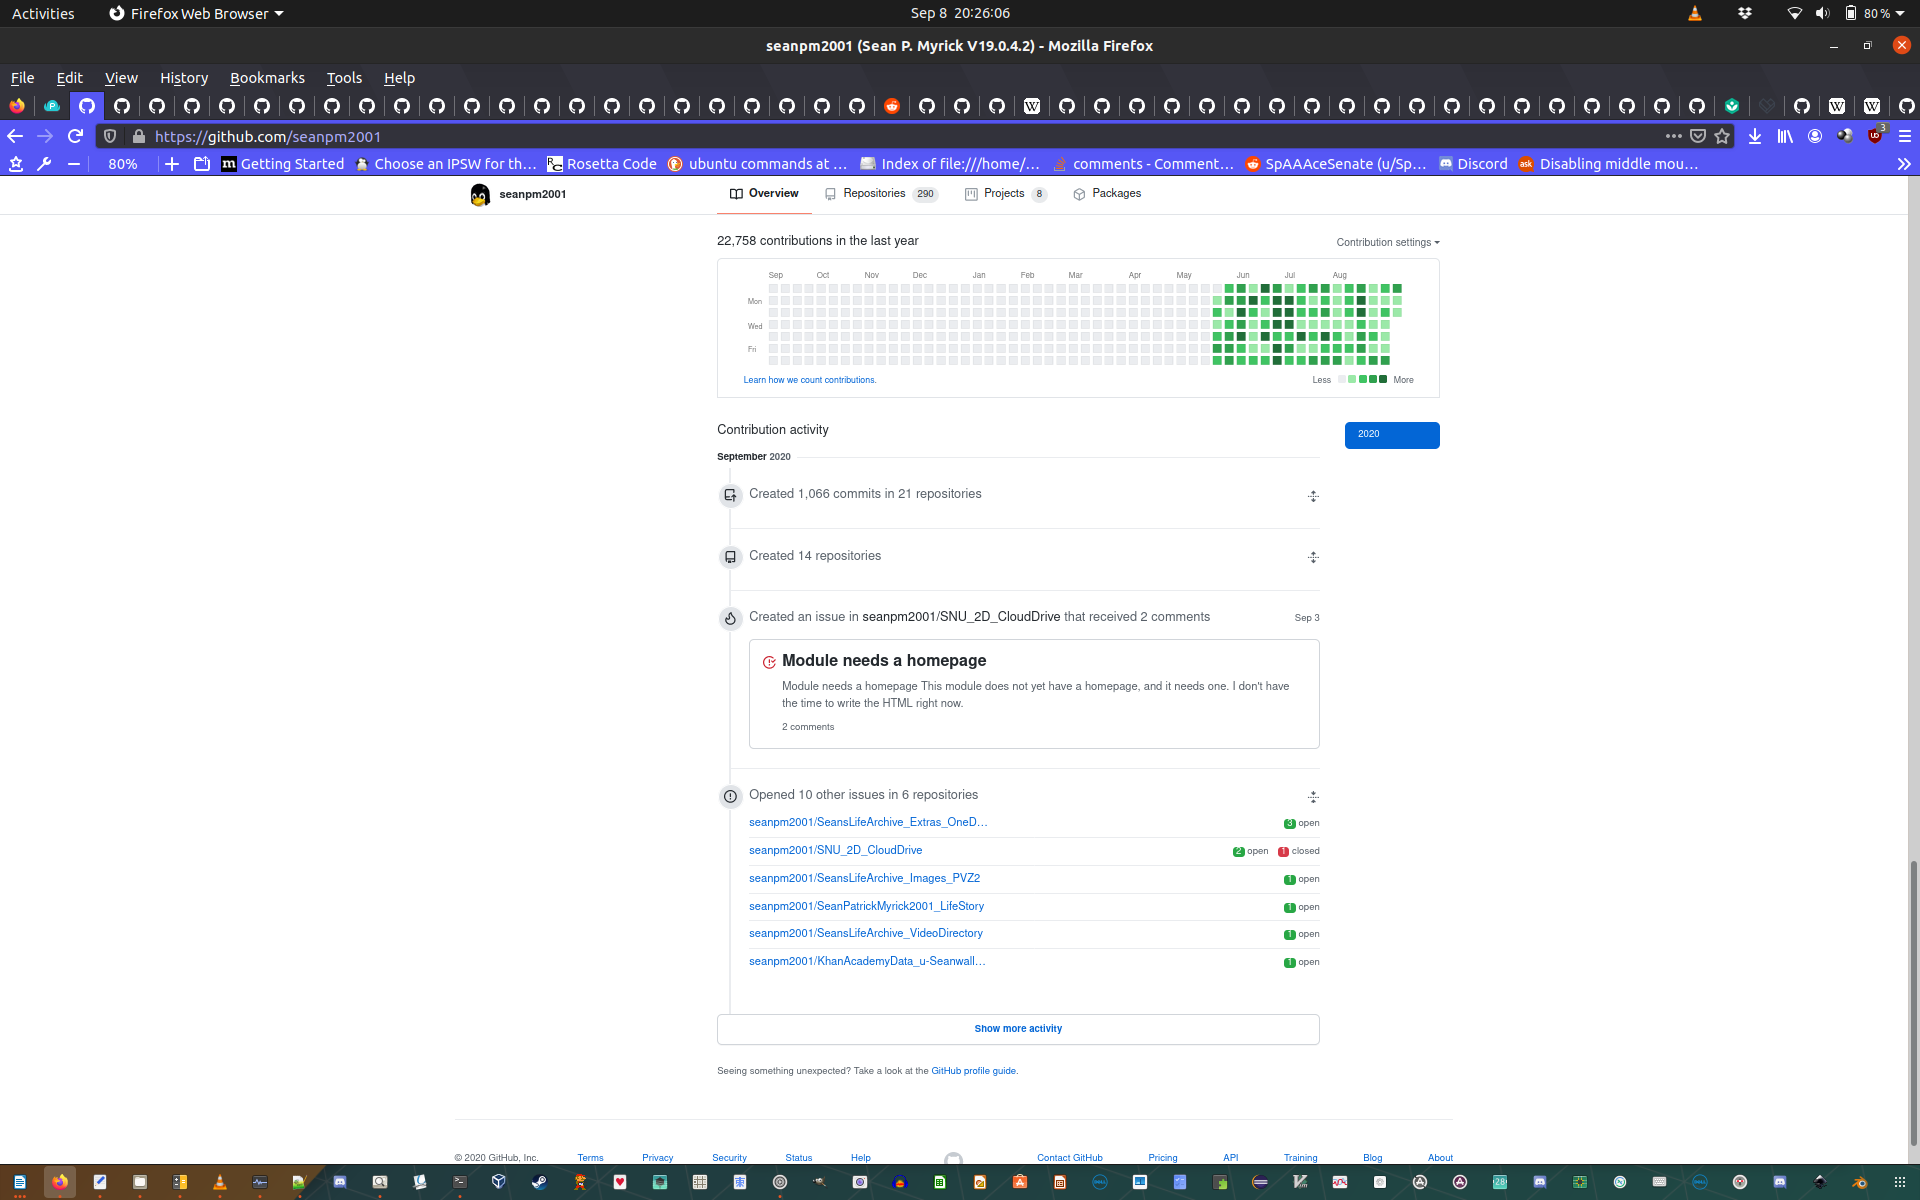 Activities Firefox Web Browser Sep 8 20:26:06 80 %
seanpm2001 (Sean P. Myrick V19.0.4.2) - Mozilla Firefox
File Edit View History Bookmarks Tools Help
https://github.com/seanpm2001 3
80% Getting Started Choose an IPSW for th… Rosetta Code ubuntu commands at … Index of file:///home/… comments - Comment… SpAAAceSenate (u/Sp… Discord Disabling middle mou…
seanpm2001 Overview Repositories 290 Projects 8 Packages
22,758 contributions in the last year Contribution settings
Sep Oct Nov Dec Jan Feb Mar Apr May Jun Jul Aug
Mon
Wed
Fri
Learn how we count contributions. Less More
Contribution activity 2020
September 2020
Created 1,066 commits in 21 repositories
Created 14 repositories
Created an issue in seanpm2001/SNU_2D_CloudDrive that received 2 comments Sep 3
Module needs a homepage
Module needs a homepage This module does not yet have a homepage, and it needs one. I don't have
the time to write the HTML right now.
2 comments
Opened 10 other issues in 6 repositories
seanpm2001/SeansLifeArchive_Extras_OneD… 3 open
seanpm2001/SNU_2D_CloudDrive 2 open 1 closed
seanpm2001/SeansLifeArchive_Images_PVZ2 1 open
seanpm2001/SeanPatrickMyrick2001_LifeStory 1 open
seanpm2001/SeansLifeArchive_VideoDirectory 1 open
seanpm2001/KhanAcademyData_u-Seanwall… 1 open
Show more activity
Seeing something unexpected? Take a look at the GitHub profile guide.
© 2020 GitHub, Inc. Terms Privacy Security Status Help Contact GitHub Pricing API Training Blog About